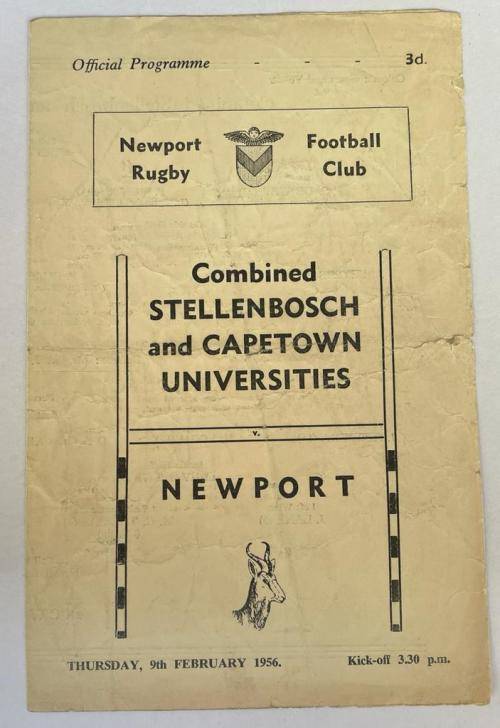 Official Programme - - - 3d.
Newport Football
Rugby Club
Combined
STELLENBOSCH
and CAPETOWN
UNIVERSITIES
v.
NEWPORT
THURSDAY, 9th FEBRUARY 1956. Kick-off 3.30 p.m.